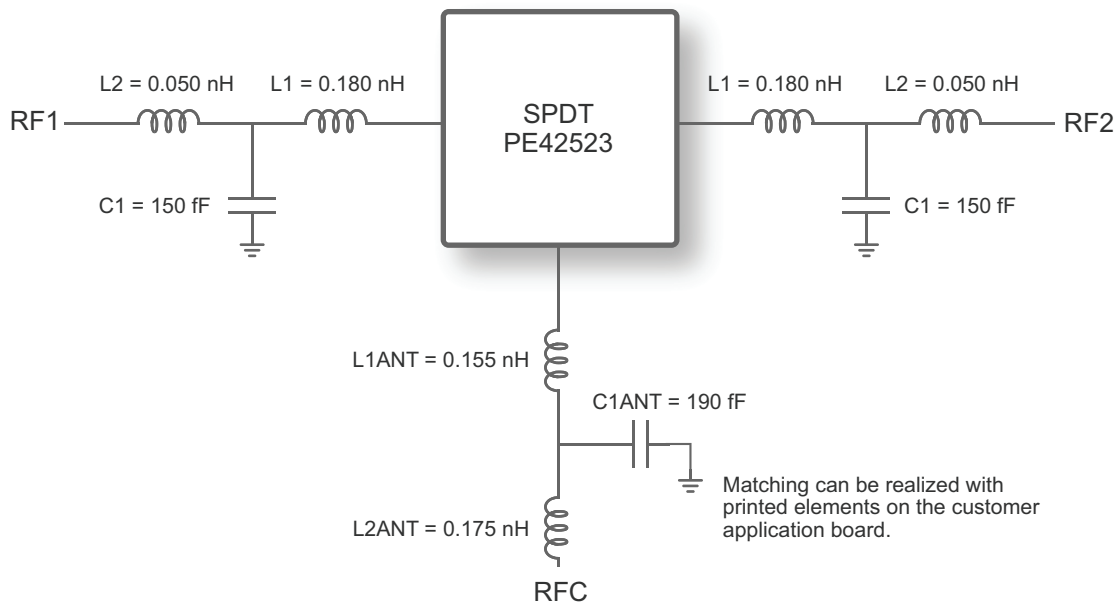 L2 = 0.050 nH
L1 = 0.180 nH
SPDT
PE42523
L1 = 0.180 nH
L2 = 0.050 nH
RF1
RF2
C1 = 150 fF
C1 = 150 fF
L1ANT = 0.155 nH
C1ANT = 190 fF
Matching can be realized with
printed elements on the customer
application board.
L2ANT = 0.175 nH
RFC